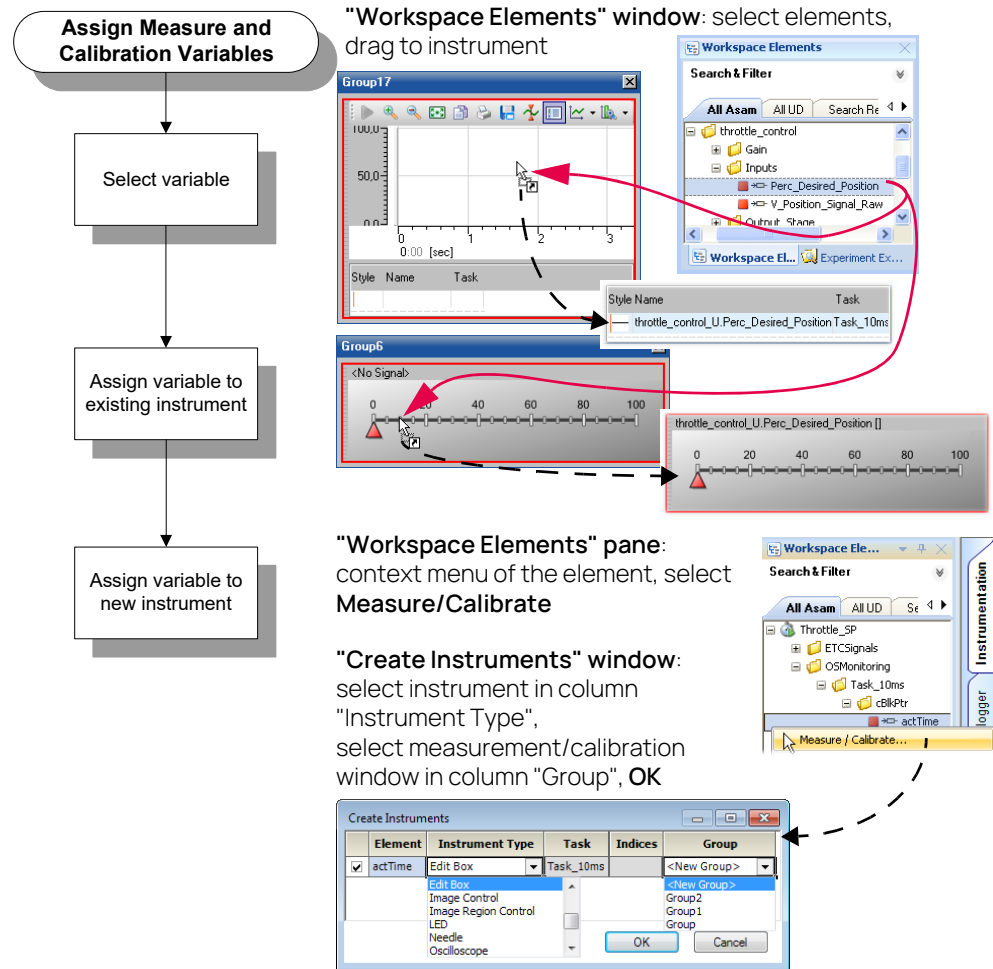 Assign Measure and
Calibration Variables
Select variable
Assign variable to
existing instrument
Assign variable to
new instrument
"Workspace Elements" window: select elements,
drag to instrument
Group17
100,0
50,0
0,0
0 1 2 3
0:00 [sec]
Style Name Task
Workspace Elements
Search & Filter
All Asam All UD Search Re
throttle_control
Gain
Inputs
Perc_Desired_Position
V_Position_Signal_Raw
Output_Stage
Workspace El... Experiment Ex...
Style Name Task
throttle_control_U.Perc_Desired_Position Task_10ms
Group6
<No Signal>
0 20 40 60 80 100
throttle_control_U.Perc_Desired_Position []
0 20 40 60 80 100
"Workspace Elements" pane:
context menu of the element, select
Measure/Calibrate
"Create Instruments" window:
select instrument in column
"Instrument Type",
select measurement/calibration
window in column "Group", OK
Workspace Ele...
Search & Filter
All Asam All UD Se
Throttle_SP
ETCSignals
OSMonitoring
Task_10ms
cBlkPtr
actTime
Measure / Calibrate...
Instrumentation
logger
Create Instruments
Element Instrument Type Task Indices Group
actTime Edit Box Task_10ms <New Group>
Edit Box <New Group>
Image Control Group2
Image Region Control Group1
LED Group
Needle
Oscilloscope
OK Cancel